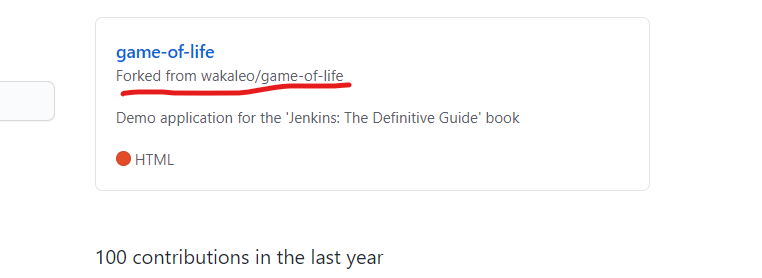 game-of-life
Forked from wakaleo/game-of-life
Demo application for the 'Jenkins: The Definitive Guide' book
HTML
100 contributions in the last year